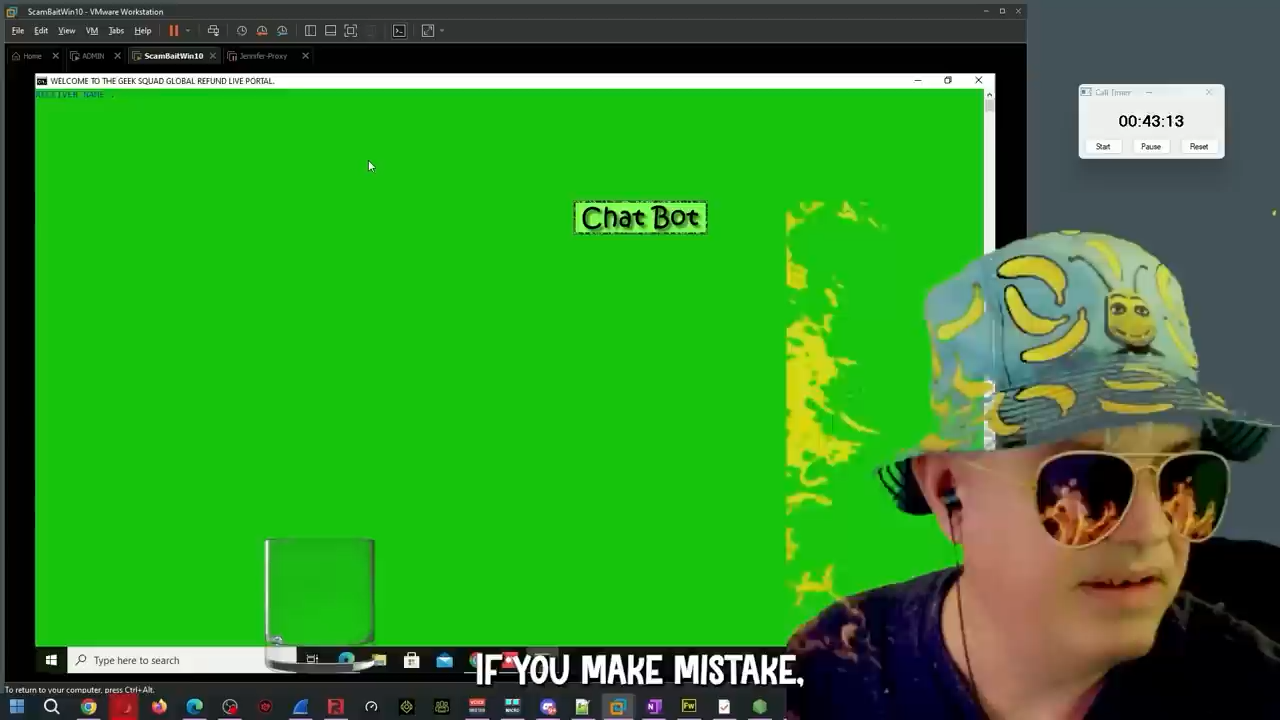 ScamBaitWin10 - VMware Workstation
File Edit View VM Tabs Help
Home ADMIN ScamBaitWin10 Jennifer-Proxy
WELCOME TO THE GEEK SQUAD GLOBAL REFUND LIVE PORTAL.
RECEIVER NAME :
Call Timer
00:43:13
Start Pause Reset
Chat Bot
Type here to search
IF YOU MAKE MISTAKE,
To return to your computer, press Ctrl+Alt.